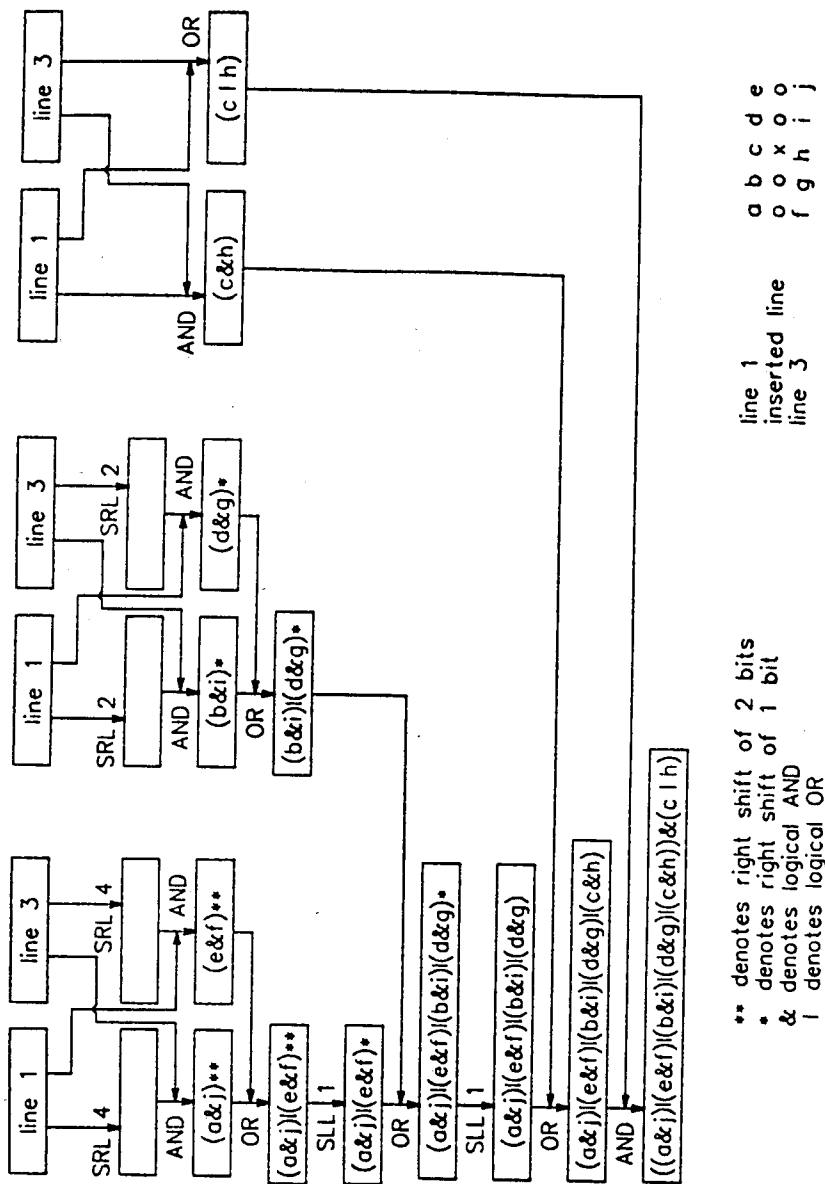 line 1
line 3
line 1
line 3
line 1
line 3
SRL 4
SRL 4
SRL 2
SRL 2
AND
AND
AND
AND
AND
OR
(a&j)**
(e&f)**
(b&i)*
(d&g)*
(c&h)
(c|h)
OR
OR
(a&j)|(e&f)**
(b&i)|(d&g)*
SLL 1
(a&j)|(e&f)*
OR
(a&j)|(e&f)|(b&i)|(d&g)*
SLL 1
(a&j)|(e&f)|(b&i)|(d&g)
OR
(a&j)|(e&f)|(b&i)|(d&g)|(c&h)
AND
[((a&j)|(e&f)|(b&i)|(d&g)|(c&h))&(c|h)
** denotes right shift of 2 bits
* denotes right shift of 1 bit
& denotes logical AND
| denotes logical OR
line 1 a b c d e
inserted line o o x o o
line 3 f g h i j